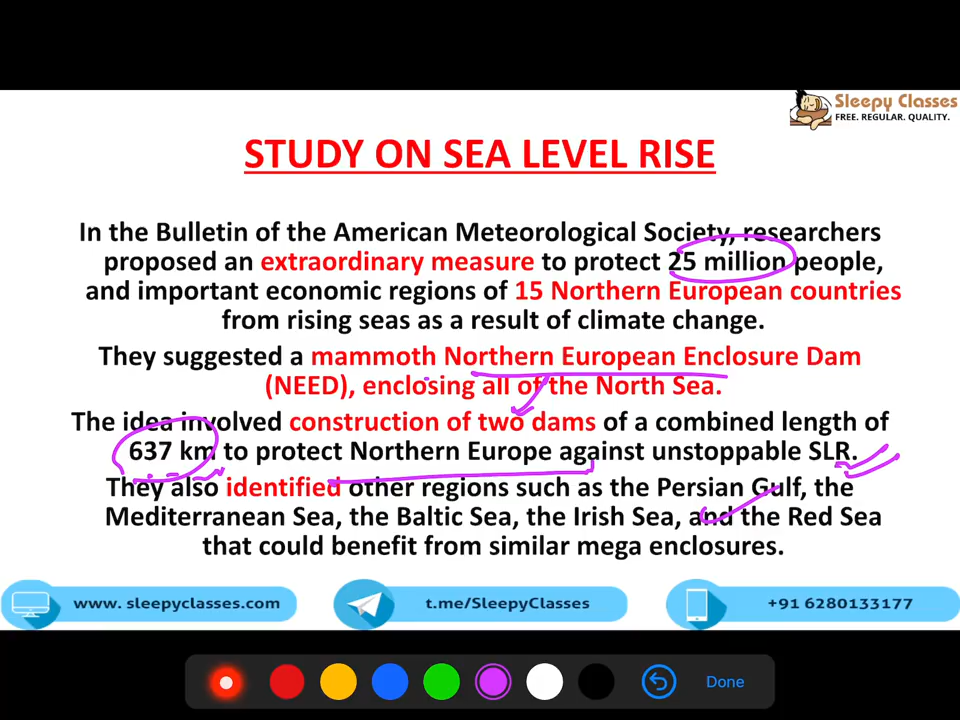 Sleepy Classes
FREE. REGULAR. QUALITY.
STUDY ON SEA LEVEL RISE
In the Bulletin of the American Meteorological Society, researchers
proposed an extraordinary measure to protect 25 million people,
and important economic regions of 15 Northern European countries
from rising seas as a result of climate change.
They suggested a mammoth Northern European Enclosure Dam
(NEED), enclosing all of the North Sea.
The idea involved construction of two dams of a combined length of
637 km to protect Northern Europe against unstoppable SLR.
They also identified other regions such as the Persian Gulf, the
Mediterranean Sea, the Baltic Sea, the Irish Sea, and the Red Sea
that could benefit from similar mega enclosures.
www. sleepyclasses.com
t.me/SleepyClasses
+91 6280133177
Done